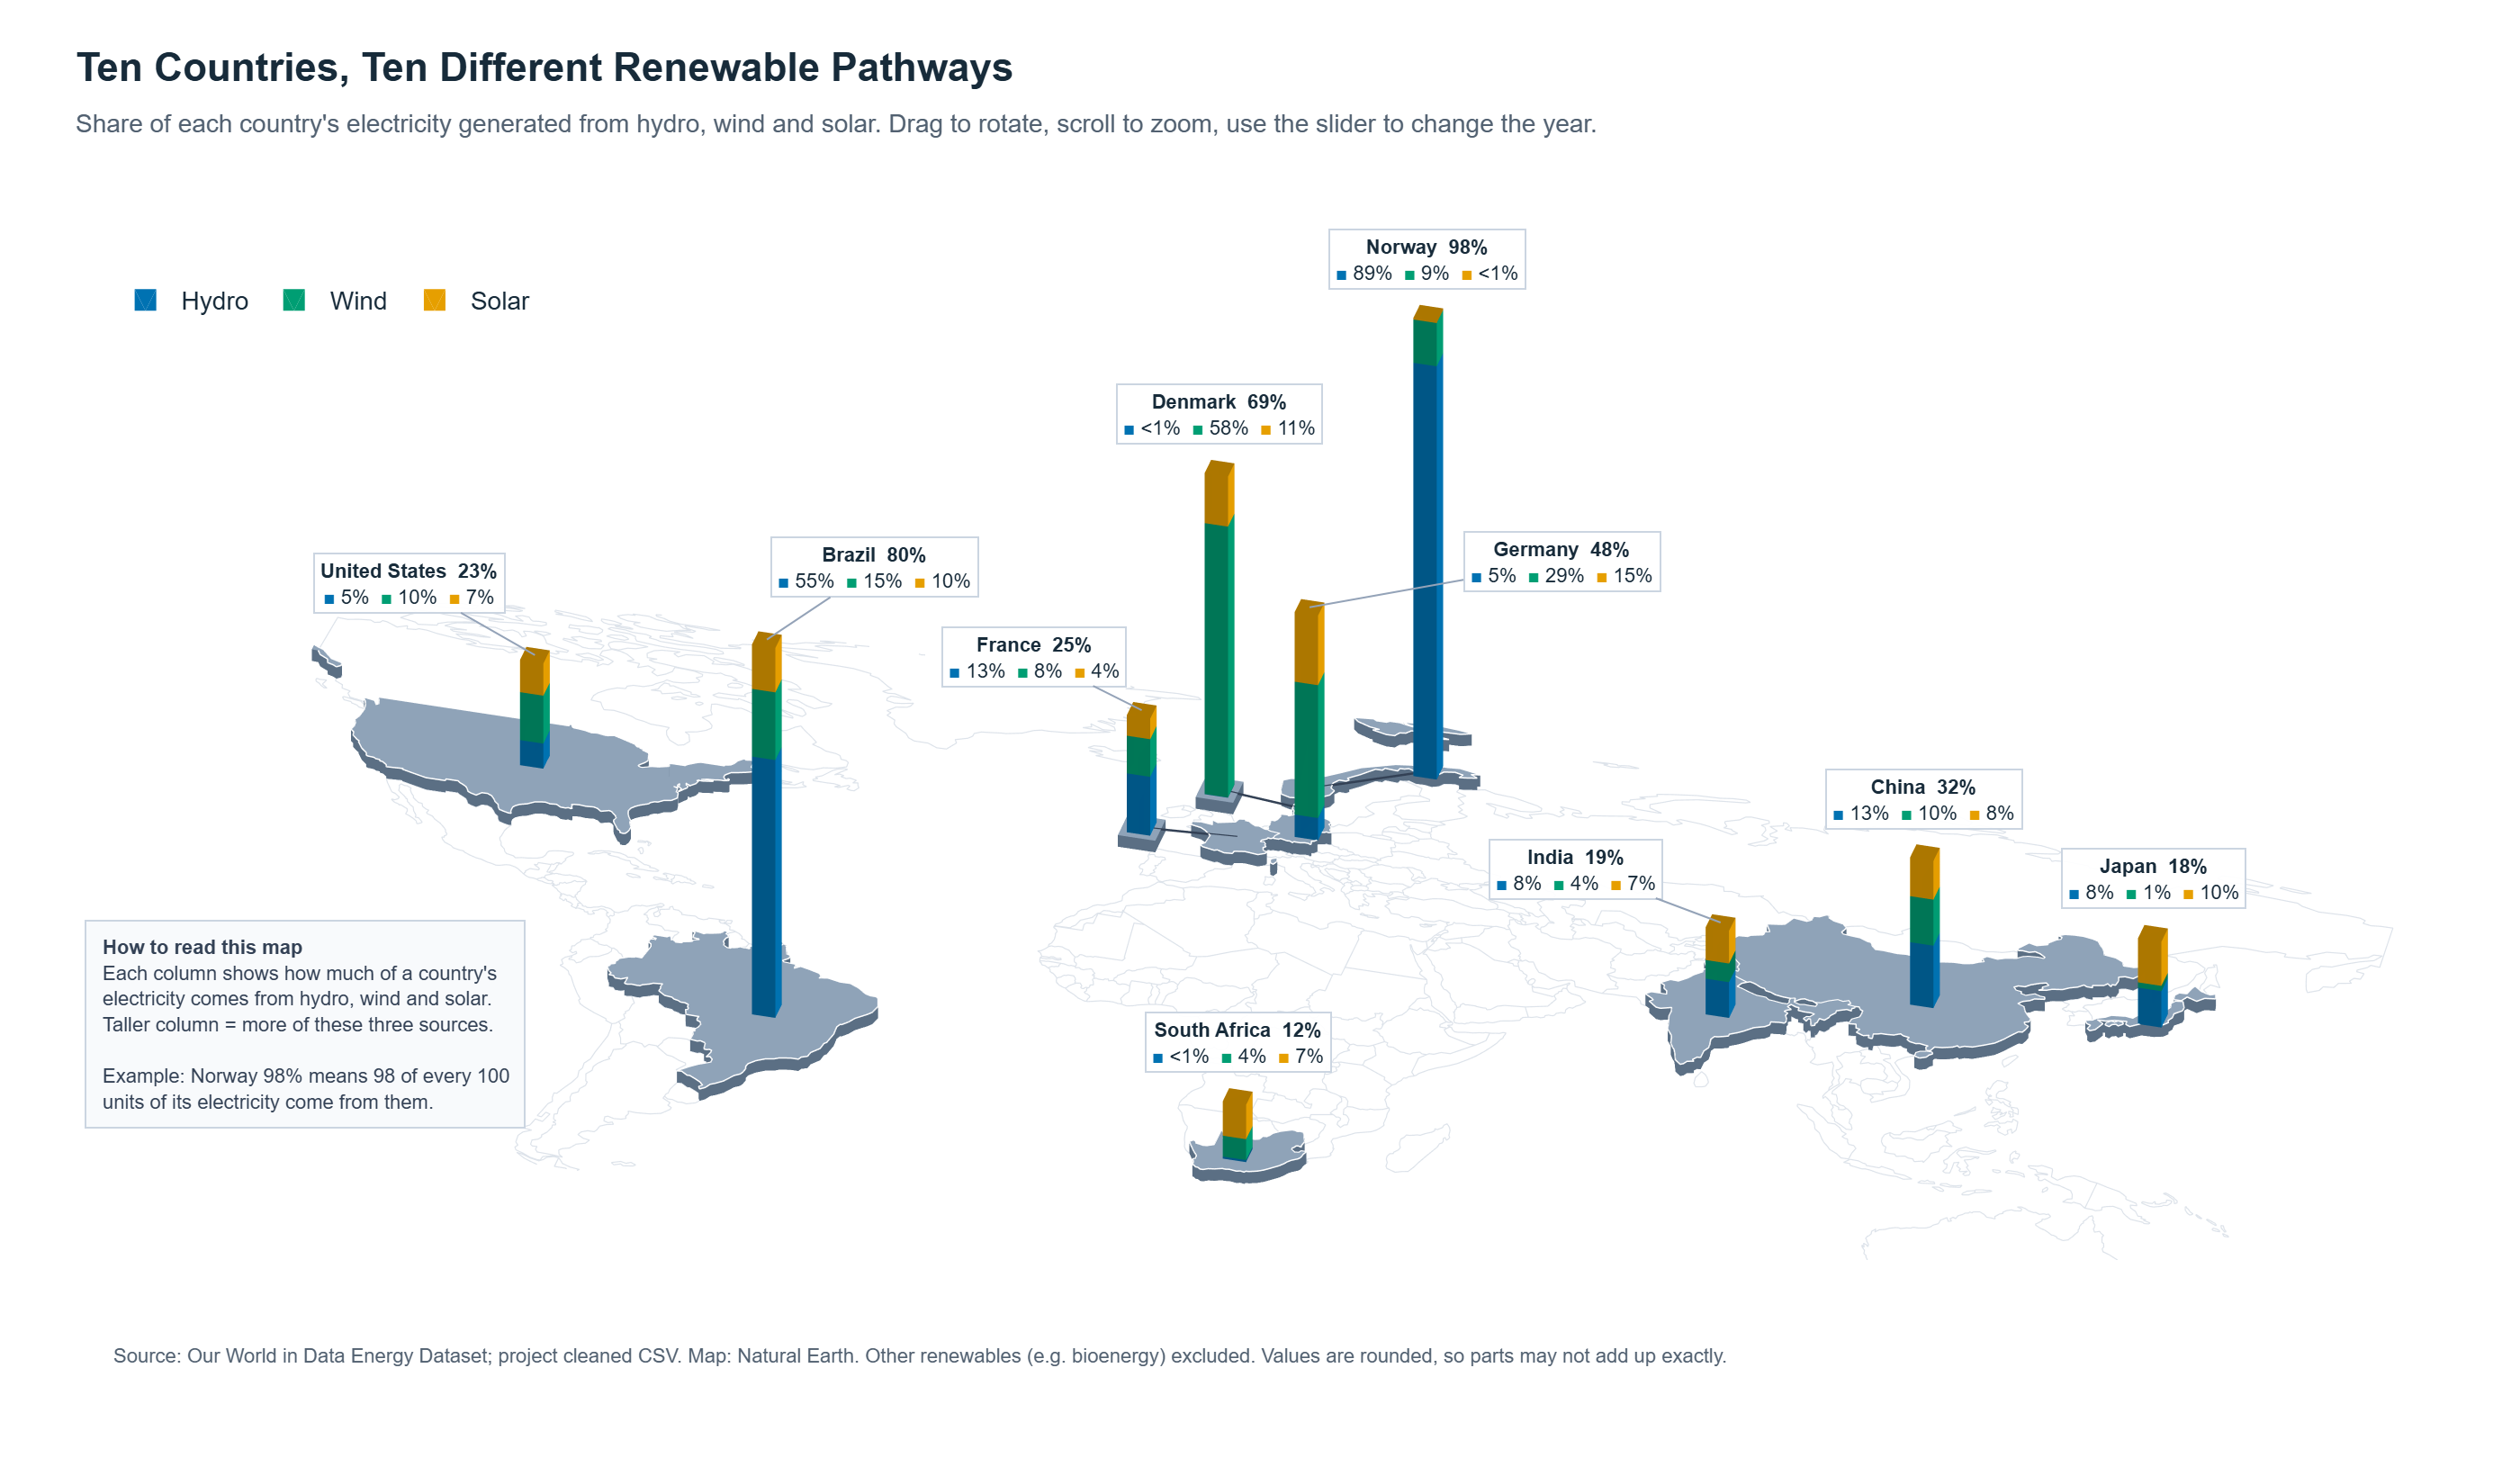 Ten Countries, Ten Different Renewable Pathways
Share of each country's electricity generated from hydro, wind and solar. Drag to rotate, scroll to zoom, use the slider to change the year.
Hydro Wind Solar
Norway 98%
89% 9% <1%
Denmark 69%
<1% 58% 11%
Brazil 80%
55% 15% 10%
Germany 48%
5% 29% 15%
United States 23%
5% 10% 7%
France 25%
13% 8% 4%
China 32%
13% 10% 8%
India 19%
8% 4% 7%
Japan 18%
8% 1% 10%
South Africa 12%
<1% 4% 7%
How to read this map
Each column shows how much of a country's
electricity comes from hydro, wind and solar.
Taller column = more of these three sources.
Example: Norway 98% means 98 of every 100
units of its electricity come from them.
Source: Our World in Data Energy Dataset; project cleaned CSV. Map: Natural Earth. Other renewables (e.g. bioenergy) excluded. Values are rounded, so parts may not add up exactly.